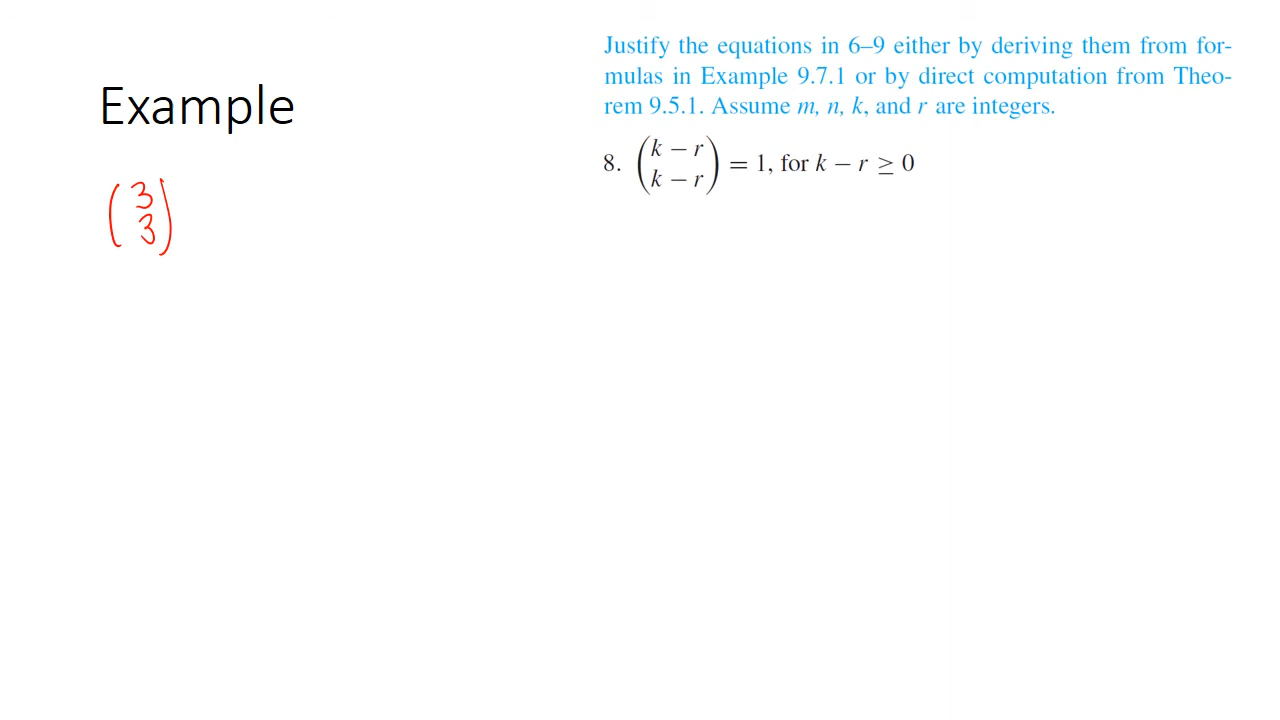 Justify the equations in 6–9 either by deriving them from for-
mulas in Example 9.7.1 or by direct computation from Theo-
rem 9.5.1. Assume m, n, k, and r are integers.
Example
8. (k − r
k − r) = 1, for k − r ≥ 0
(3
3)